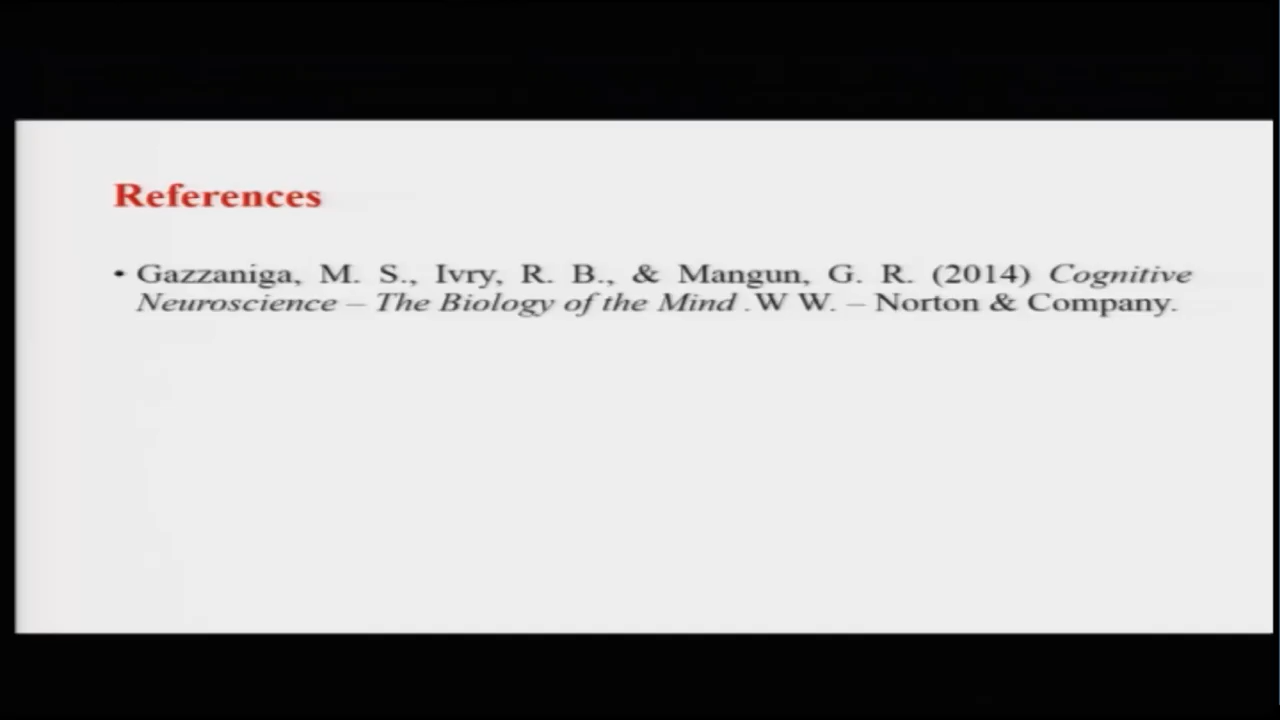 References
• Gazzaniga, M. S., Ivry, R. B., & Mangun, G. R. (2014) Cognitive
Neuroscience – The Biology of the Mind .W W. – Norton & Company.